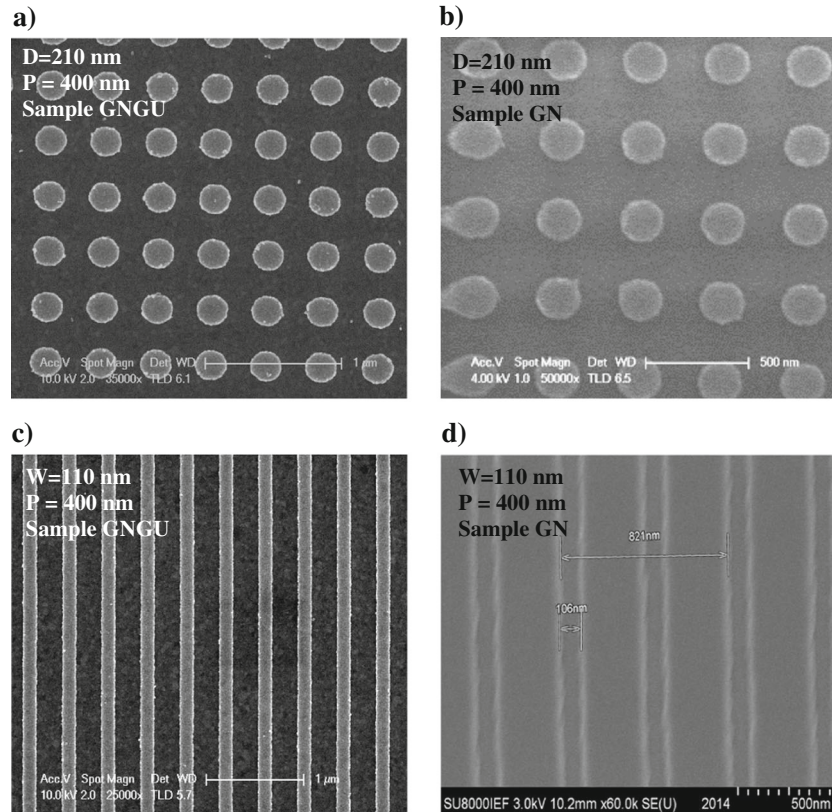 a)
D=210 nm
P = 400 nm
Sample GNGU
Acc.V Spot Magn Det WD
10.0 kV 2.0 35000x TLD 6.1
1 μm
b)
D=210 nm
P = 400 nm
Sample GN
Acc.V Spot Magn Det WD
4.00 kV 1.0 50000x TLD 6.5
500 nm
c)
W=110 nm
P = 400 nm
Sample GNGU
Acc.V Spot Magn Det WD
10.0 kV 2.0 25000x TLD 5.7
1 μm
d)
W=110 nm
P = 400 nm
Sample GN
821nm
106nm
SU8000IEF 3.0kV 10.2mm x60.0k SE(U) 2014 500nm